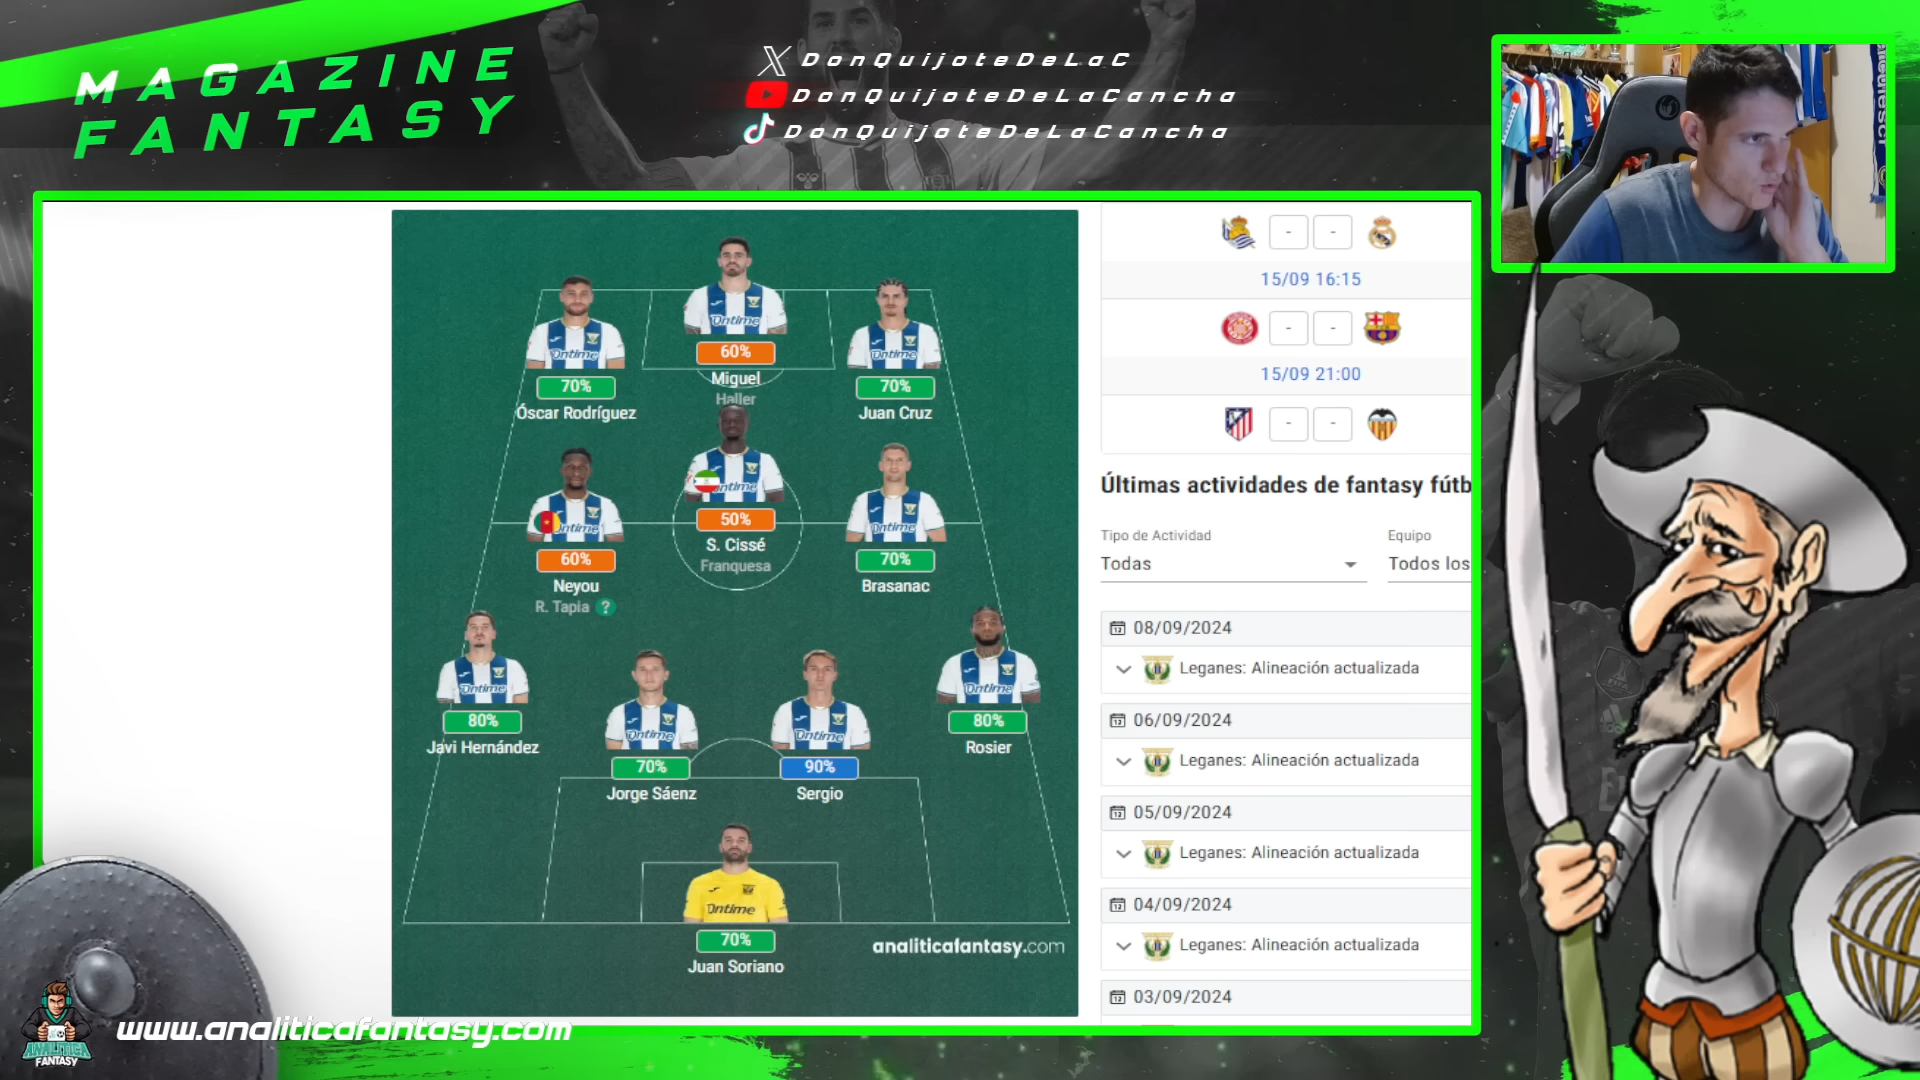 MAGAZINE
FANTASY
DonQuijoteDeLaC
DonQuijoteDeLaCancha
DonQuijoteDeLaCancha
60%
Miguel
Haller
70%
Óscar Rodríguez
70%
Juan Cruz
60%
Neyou
R. Tapia ?
50%
S. Cissé
Franquesa
70%
Brasanac
80%
Javi Hernández
70%
Jorge Sáenz
90%
Sergio
80%
Rosier
70%
Juan Soriano
analiticafantasy.com
- -
15/09 16:15
- -
15/09 21:00
- -
Últimas actividades de fantasy fútb
Tipo de Actividad
Todas
Equipo
Todos los
08/09/2024
Leganes: Alineación actualizada
06/09/2024
Leganes: Alineación actualizada
05/09/2024
Leganes: Alineación actualizada
04/09/2024
Leganes: Alineación actualizada
03/09/2024
ANALITICA
FANTASY
www.analiticafantasy.com